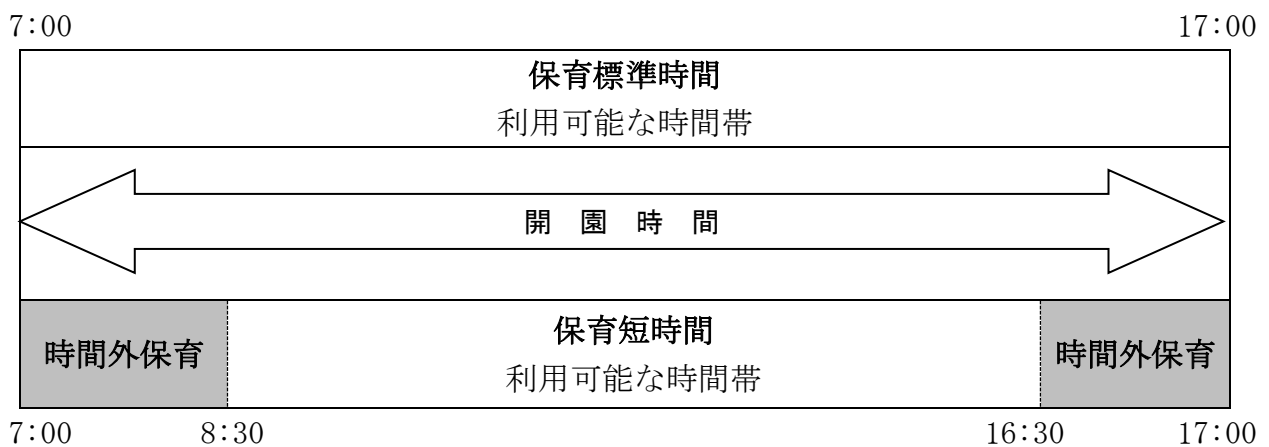 7:00 17:00
保育標準時間
利用可能な時間帯
開 園 時 間
時間外保育
保育短時間
利用可能な時間帯
時間外保育
7:00 8:30 16:30 17:00